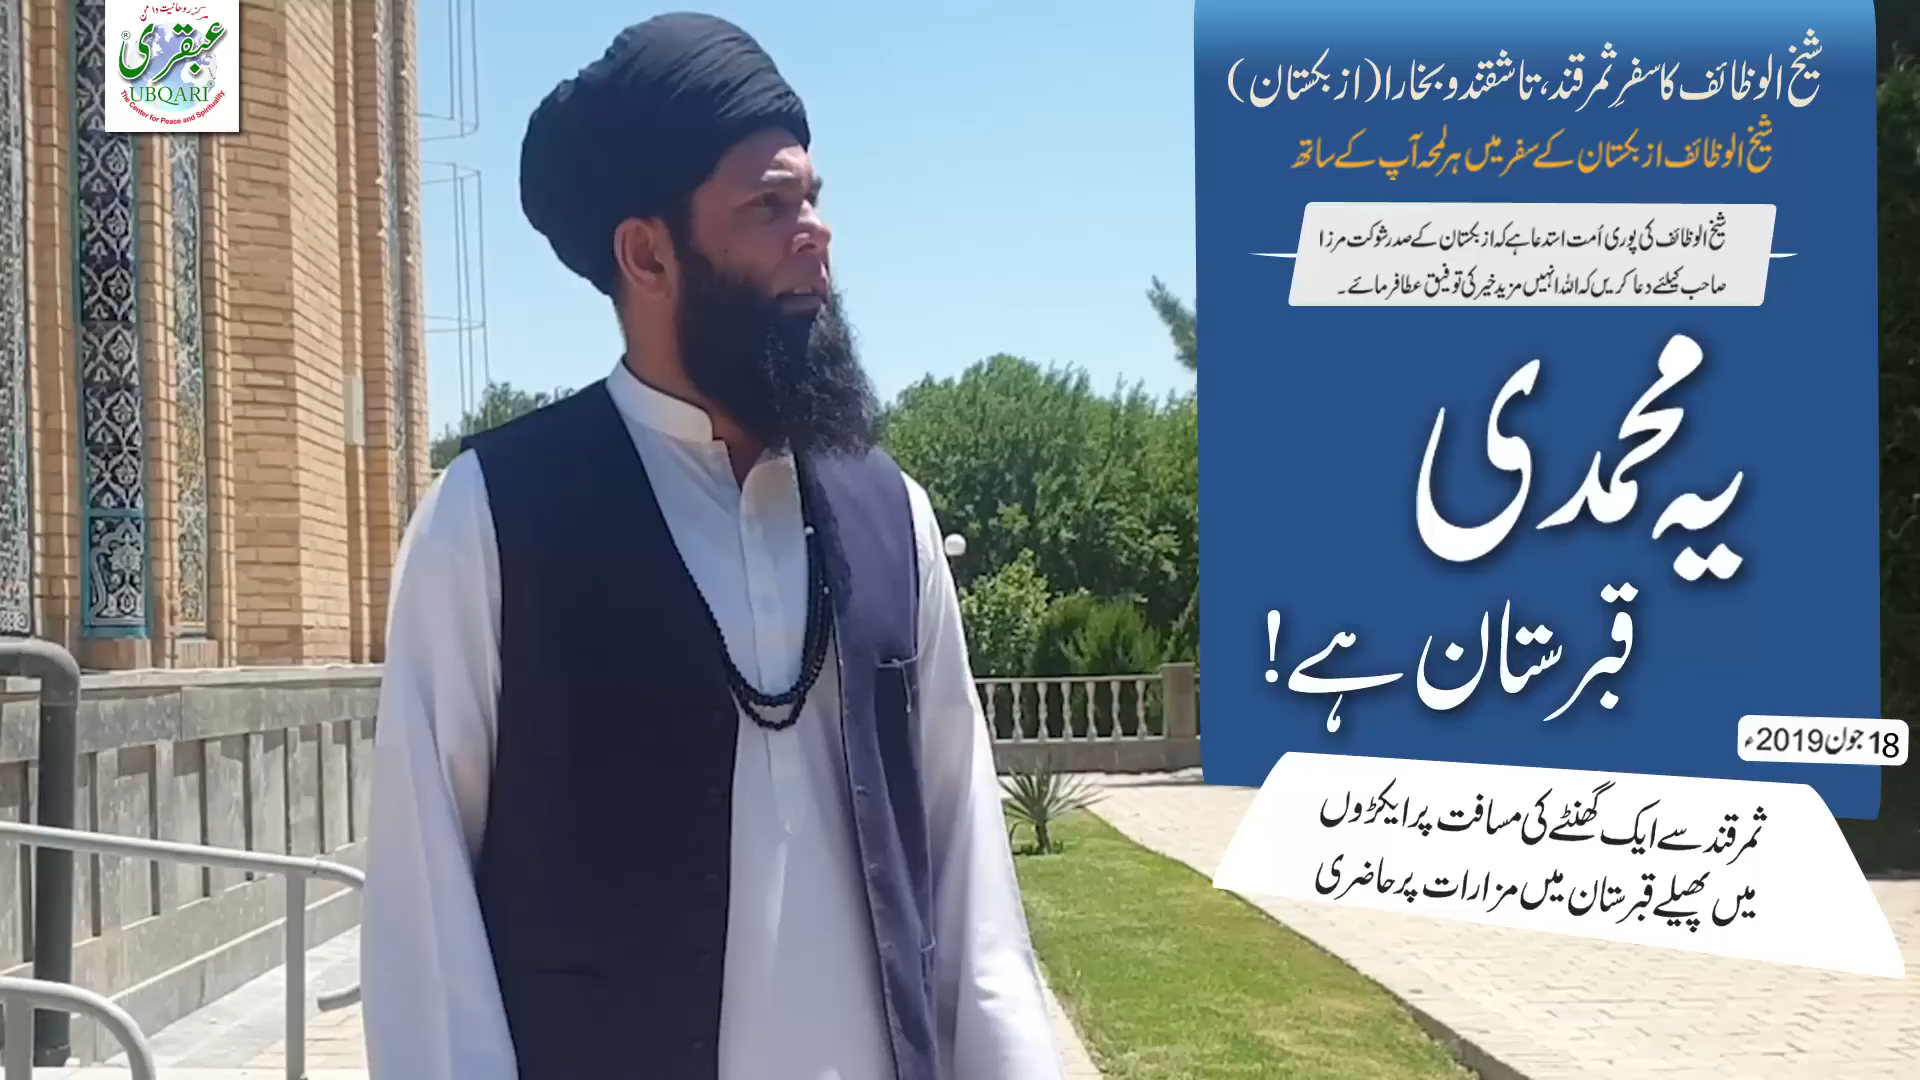 مرکز روحانیت و امن
عبقری
®
UBQARI®
The Center for Peace and Spirituality
شیخ الوظائف کا سفرِ ثمرقند، تاشقند و بخارا (ازبکستان)
شیخ الوظائف ازبکستان کے سفر میں ہر لمحہ آپ کے ساتھ
شیخ الوظائف کی پوری اُمت استدعا ہے کہ ازبکستان کے صدر شوکت مرزا
صاحب کیلئے دعا کریں کہ اللہ انہیں مزید خیر کی توفیق عطا فرمائے۔
یہ محمدی
قبرستان ہے!
18 جون 2019ء
ثمرقند سے ایک گھنٹے کی مسافت پر ایکڑوں
میں پھیلے قبرستان میں مزارات پر حاضری